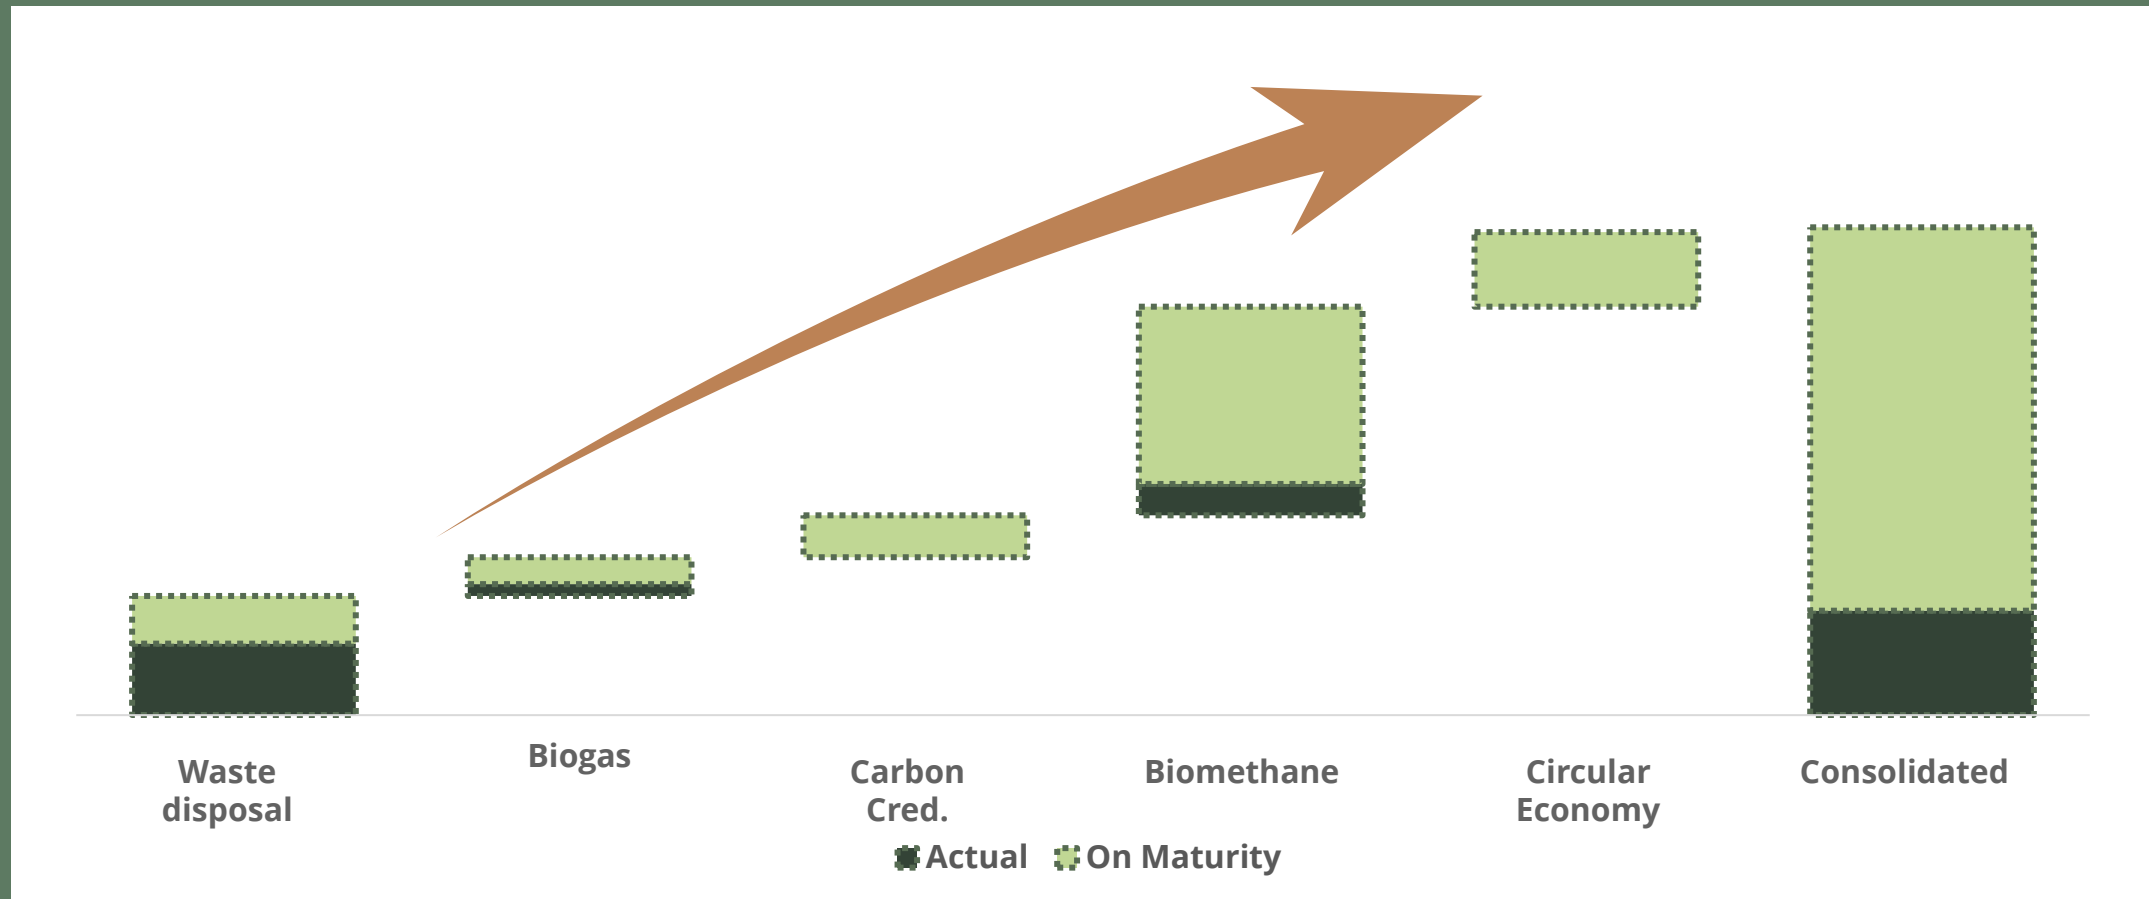 Waste
disposal
Biogas
Carbon
Cred.
Biomethane
Circular
Economy
Consolidated
Actual
On Maturity